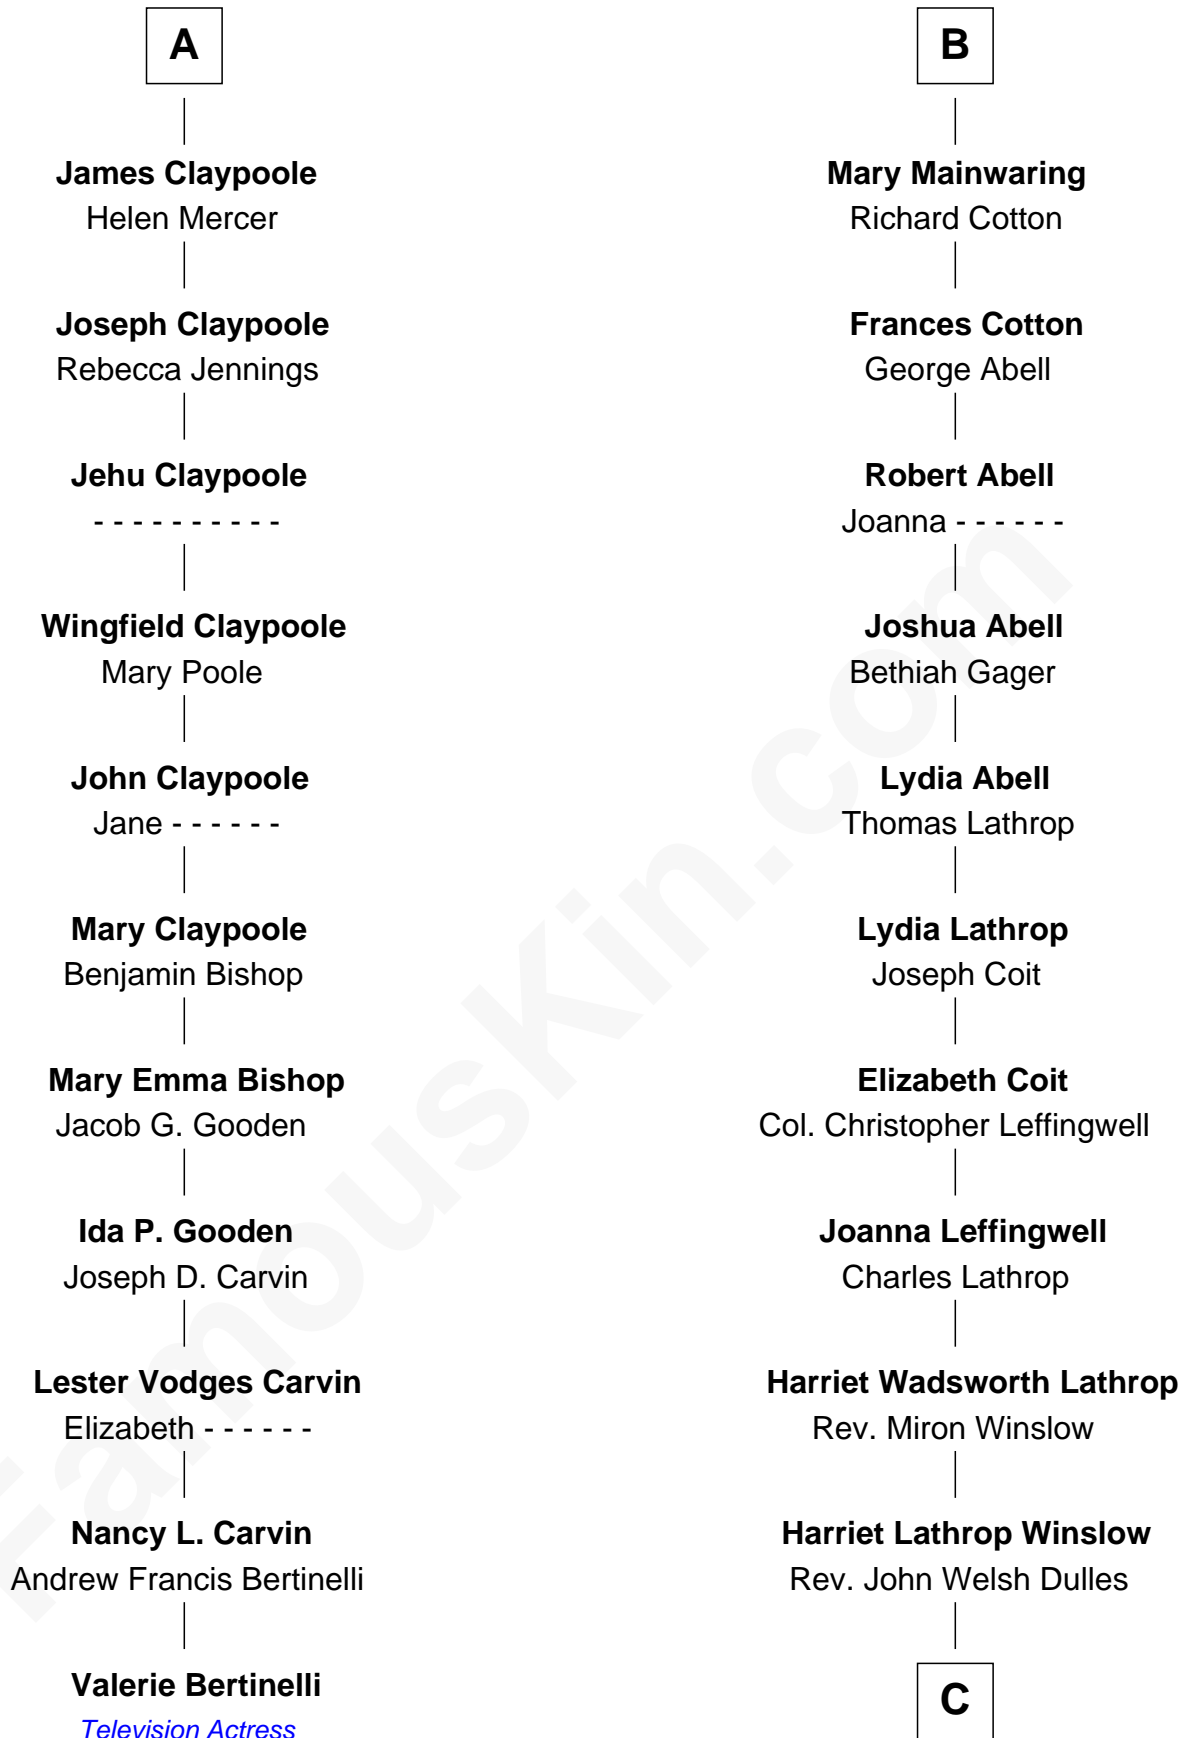 A
James Claypoole
Helen Mercer
Joseph Claypoole
Rebecca Jennings
Jehu Claypoole
- - - - - - - - - -
Wingfield Claypoole
Mary Poole
John Claypoole
Jane - - - - - -
Mary Claypoole
Benjamin Bishop
Mary Emma Bishop
Jacob G. Gooden
Ida P. Gooden
Joseph D. Carvin
Lester Vodges Carvin
Elizabeth - - - - - -
Nancy L. Carvin
Andrew Francis Bertinelli
Valerie Bertinelli
Television Actress
B
Mary Mainwaring
Richard Cotton
Frances Cotton
George Abell
Robert Abell
Joanna - - - - - -
Joshua Abell
Bethiah Gager
Lydia Abell
Thomas Lathrop
Lydia Lathrop
Joseph Coit
Elizabeth Coit
Col. Christopher Leffingwell
Joanna Leffingwell
Charles Lathrop
Harriet Wadsworth Lathrop
Rev. Miron Winslow
Harriet Lathrop Winslow
Rev. John Welsh Dulles
C
FamousKin.com